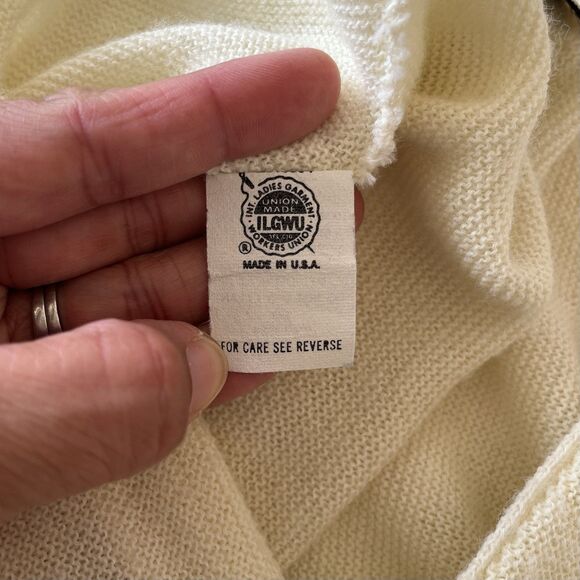 INT. LADIES GARMENT
UNION
MADE
ILGWU
AFL CIO
WORKERS UNION
®
MADE IN U.S.A.
FOR CARE SEE REVERSE